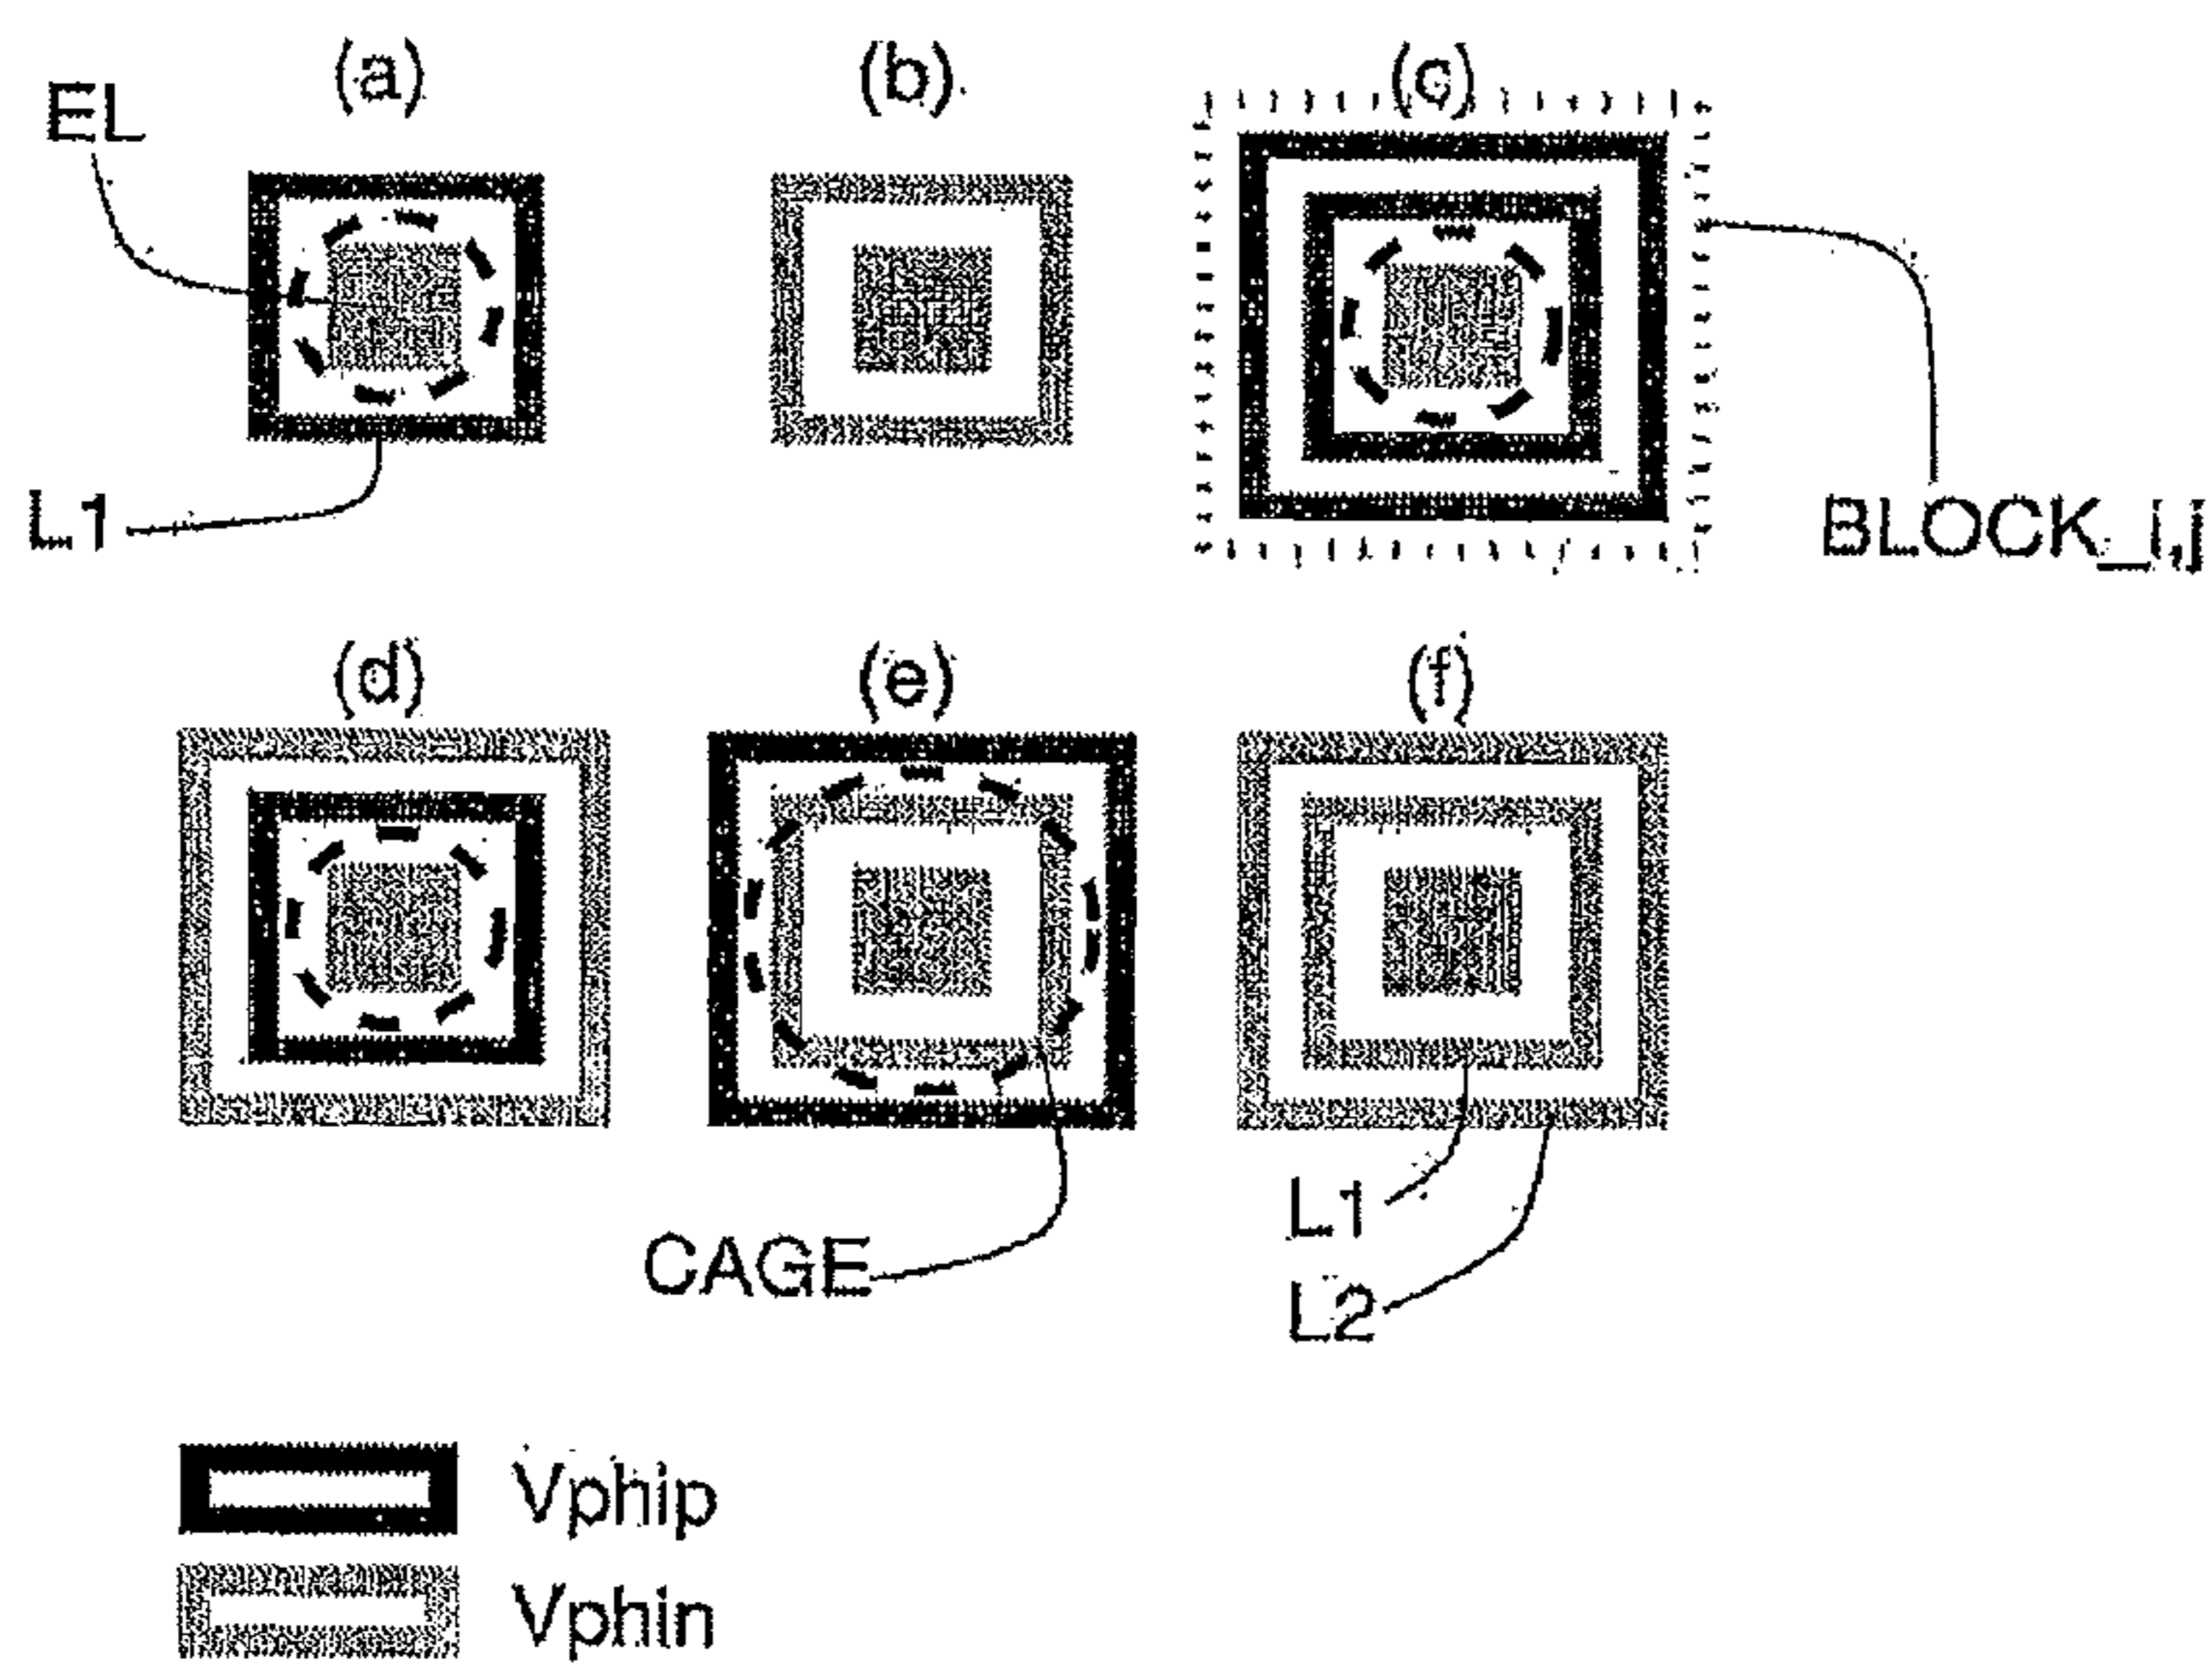 (a)
(b)
(c)
EL
L1
BLOCK_i,j
(d)
(e)
(f)
CAGE
L1
L2
Vphip
Vphin